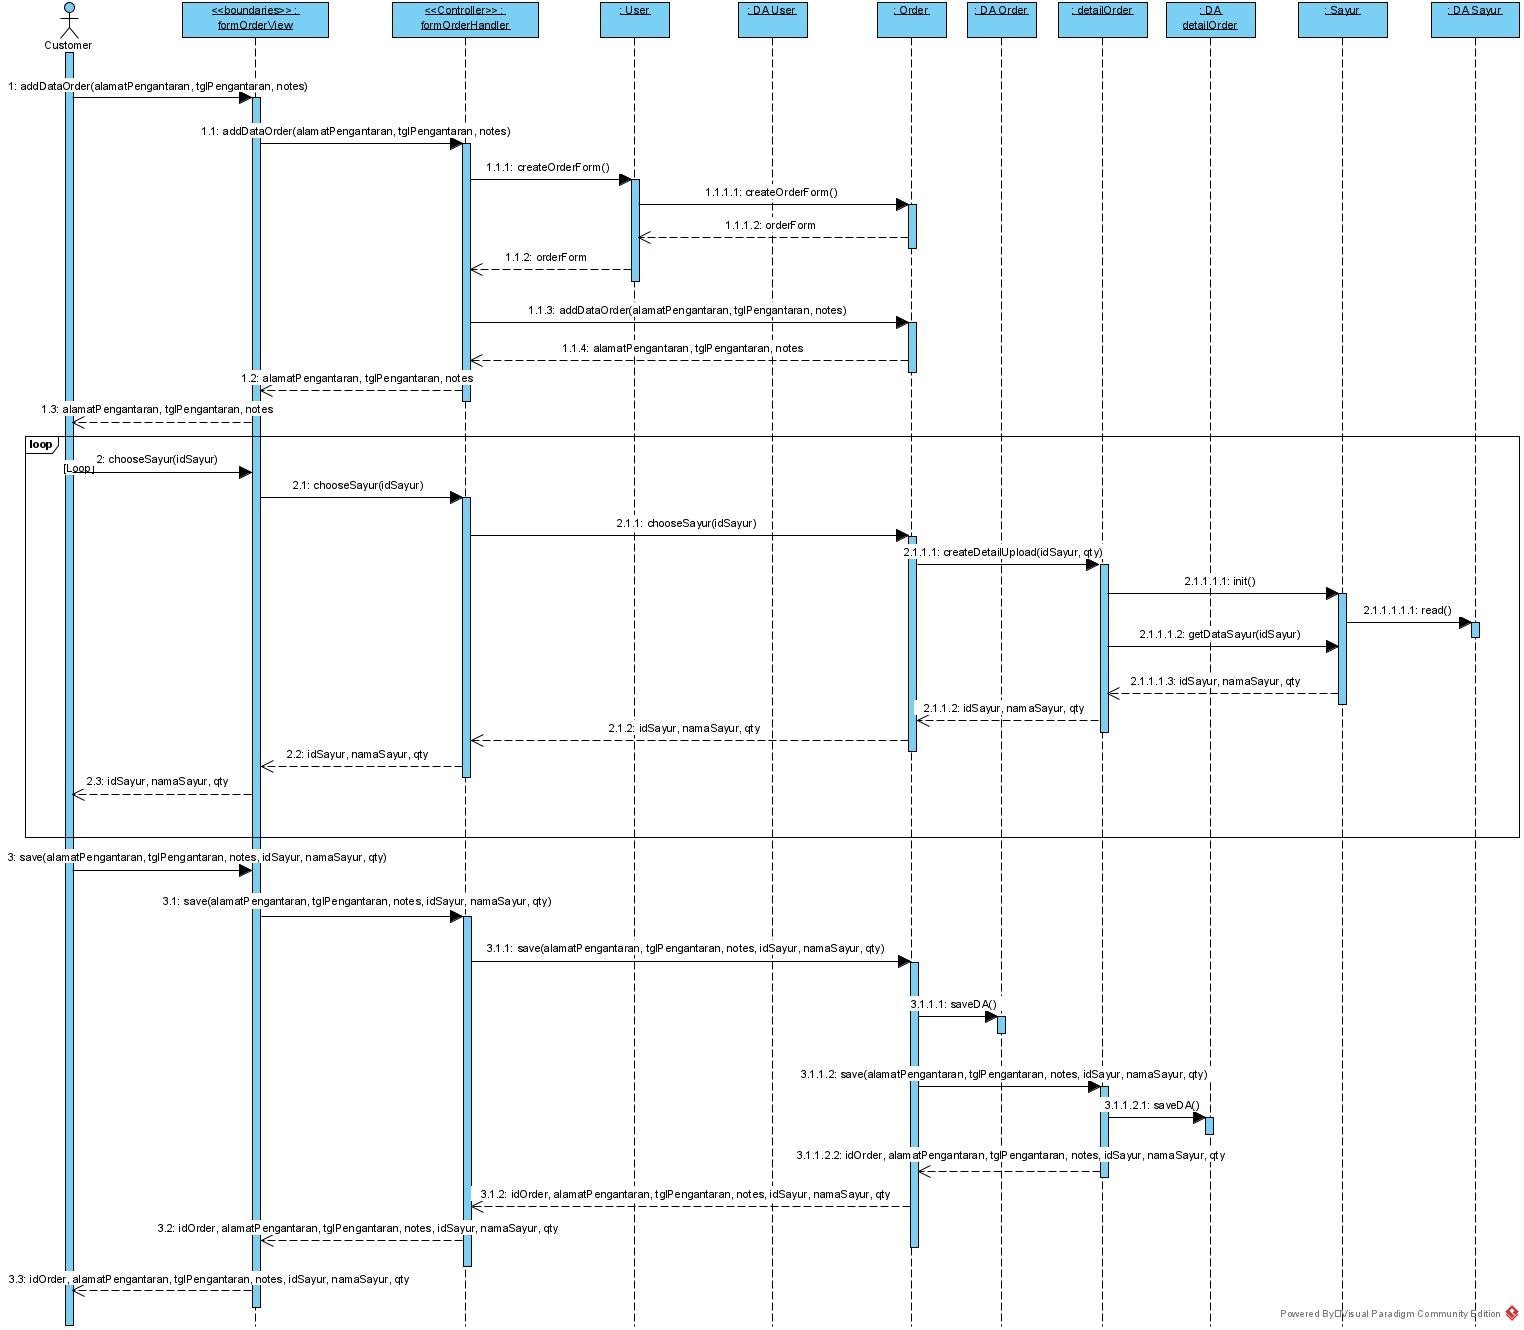 <<boundaries>> :
formOrderView
<<Controller>> :
formOrderHandler
: User
: DA User
: Order
: DA Order
: detailOrder
: DA
detailOrder
: Sayur
: DA Sayur
Customer
1: addDataOrder(alamatPengantaran, tglPengantaran, notes)
1.1: addDataOrder(alamatPengantaran, tglPengantaran, notes)
1.1.1: createOrderForm()
1.1.1.1: createOrderForm()
1.1.1.2: orderForm
1.1.2: orderForm
1.1.3: addDataOrder(alamatPengantaran, tglPengantaran, notes)
1.1.4: alamatPengantaran, tglPengantaran, notes
1.2: alamatPengantaran, tglPengantaran, notes
1.3: alamatPengantaran, tglPengantaran, notes
loop
2: chooseSayur(idSayur)
[Loop]
2.1: chooseSayur(idSayur)
2.1.1: chooseSayur(idSayur)
2.1.1.1: createDetailUpload(idSayur, qty)
2.1.1.1.1: init()
2.1.1.1.1.1: read()
2.1.1.1.2: getDataSayur(idSayur)
2.1.1.1.3: idSayur, namaSayur, qty
2.1.1.2: idSayur, namaSayur, qty
2.1.2: idSayur, namaSayur, qty
2.2: idSayur, namaSayur, qty
2.3: idSayur, namaSayur, qty
3: save(alamatPengantaran, tglPengantaran, notes, idSayur, namaSayur, qty)
3.1: save(alamatPengantaran, tglPengantaran, notes, idSayur, namaSayur, qty)
3.1.1: save(alamatPengantaran, tglPengantaran, notes, idSayur, namaSayur, qty)
3.1.1.1: saveDA()
3.1.1.2: save(alamatPengantaran, tglPengantaran, notes, idSayur, namaSayur, qty)
3.1.1.2.1: saveDA()
3.1.1.2.2: idOrder, alamatPengantaran, tglPengantaran, notes, idSayur, namaSayur, qty
3.1.2: idOrder, alamatPengantaran, tglPengantaran, notes, idSayur, namaSayur, qty
3.2: idOrder, alamatPengantaran, tglPengantaran, notes, idSayur, namaSayur, qty
3.3: idOrder, alamatPengantaran, tglPengantaran, notes, idSayur, namaSayur, qty
Powered By□Visual Paradigm Community Edition